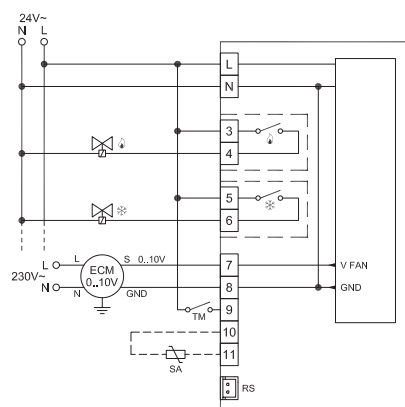 24V~
N L
L
N
3
4
5
6
L
S 0..10V
7
V FAN
230V~
ECM
0..10V
N
N
GND
8
GND
L
TM
9
10
11
SA
RS